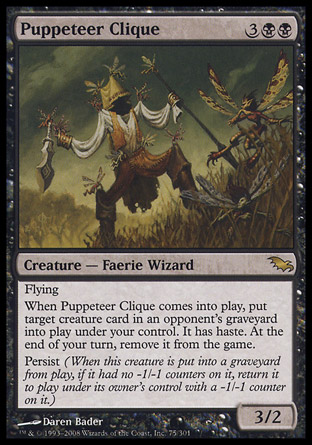 Puppeteer Clique 3
Creature — Faerie Wizard
Flying
When Puppeteer Clique comes into play, put
target creature card in an opponent's graveyard
into play under your control. It has haste. At the
end of your turn, remove it from the game.
Persist (When this creature is put into a graveyard
from play, if it had no -1/-1 counters on it, return it
to play under its owner's control with a -1/-1 counter
on it.)
Daren Bader
™ & © 1993–2008 Wizards of the Coast, Inc. 75/301
3/2